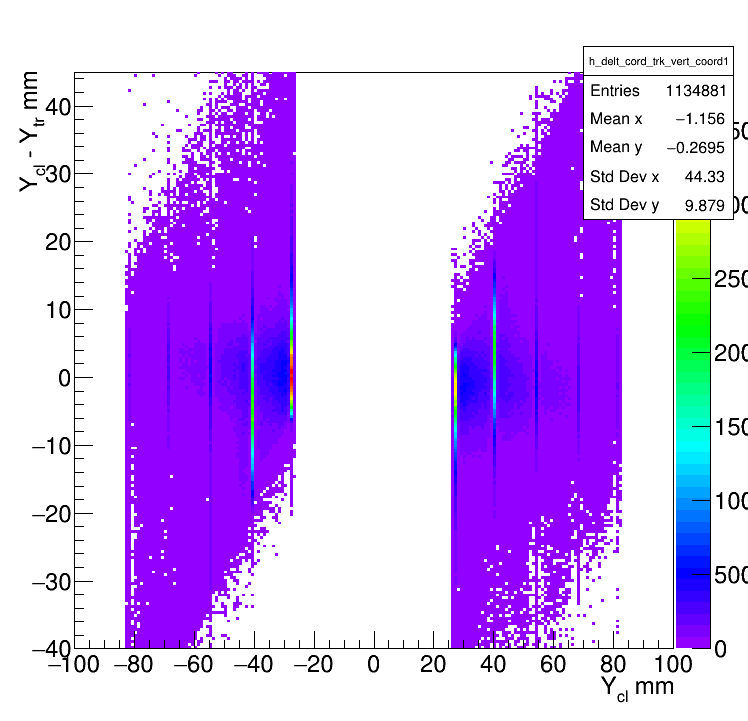 h_delt_cord_trk_vert_coord1
Entries 1134881
Mean x −1.156
Mean y −0.2695
Std Dev x 44.33
Std Dev y 9.879
Y_cl - Y_tr mm
40
30
20
10
0
−10
−20
−30
−40
−100 −80 −60 −40 −20 0 20 40 60 80 100
Y_cl mm
250
200
150
100
500
0